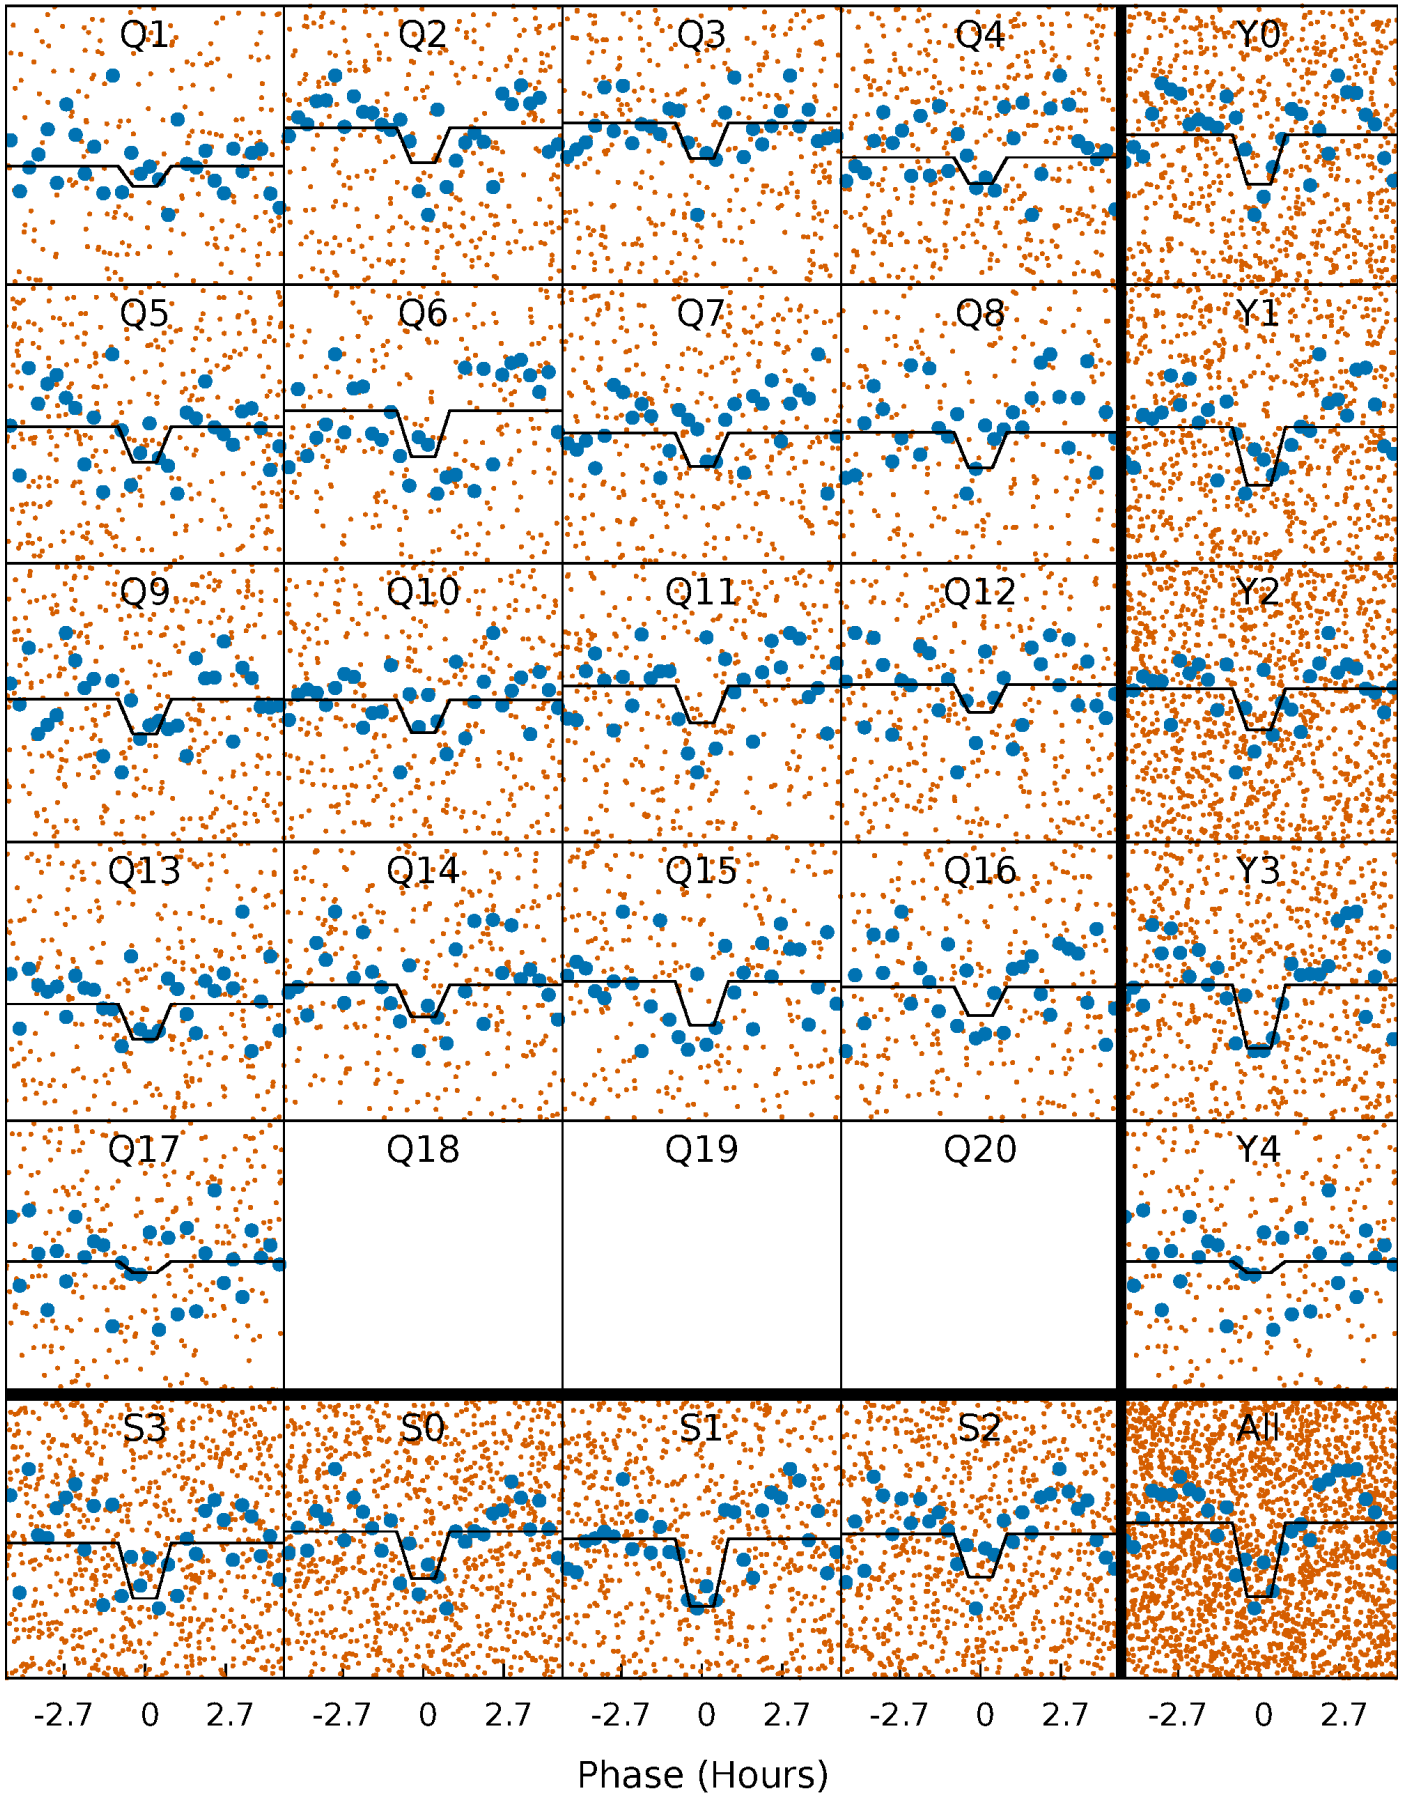 Q1 Q2 Q3 Q4 Y0
Q5 Q6 Q7 Q8 Y1
Q9 Q10 Q11 Q12 Y2
Q13 Q14 Q15 Q16 Y3
Q17 Q18 Q19 Q20 Y4
S3 S0 S1 S2 All
-2.7 0 2.7 -2.7 0 2.7 -2.7 0 2.7 -2.7 0 2.7 -2.7 0 2.7
Phase (Hours)